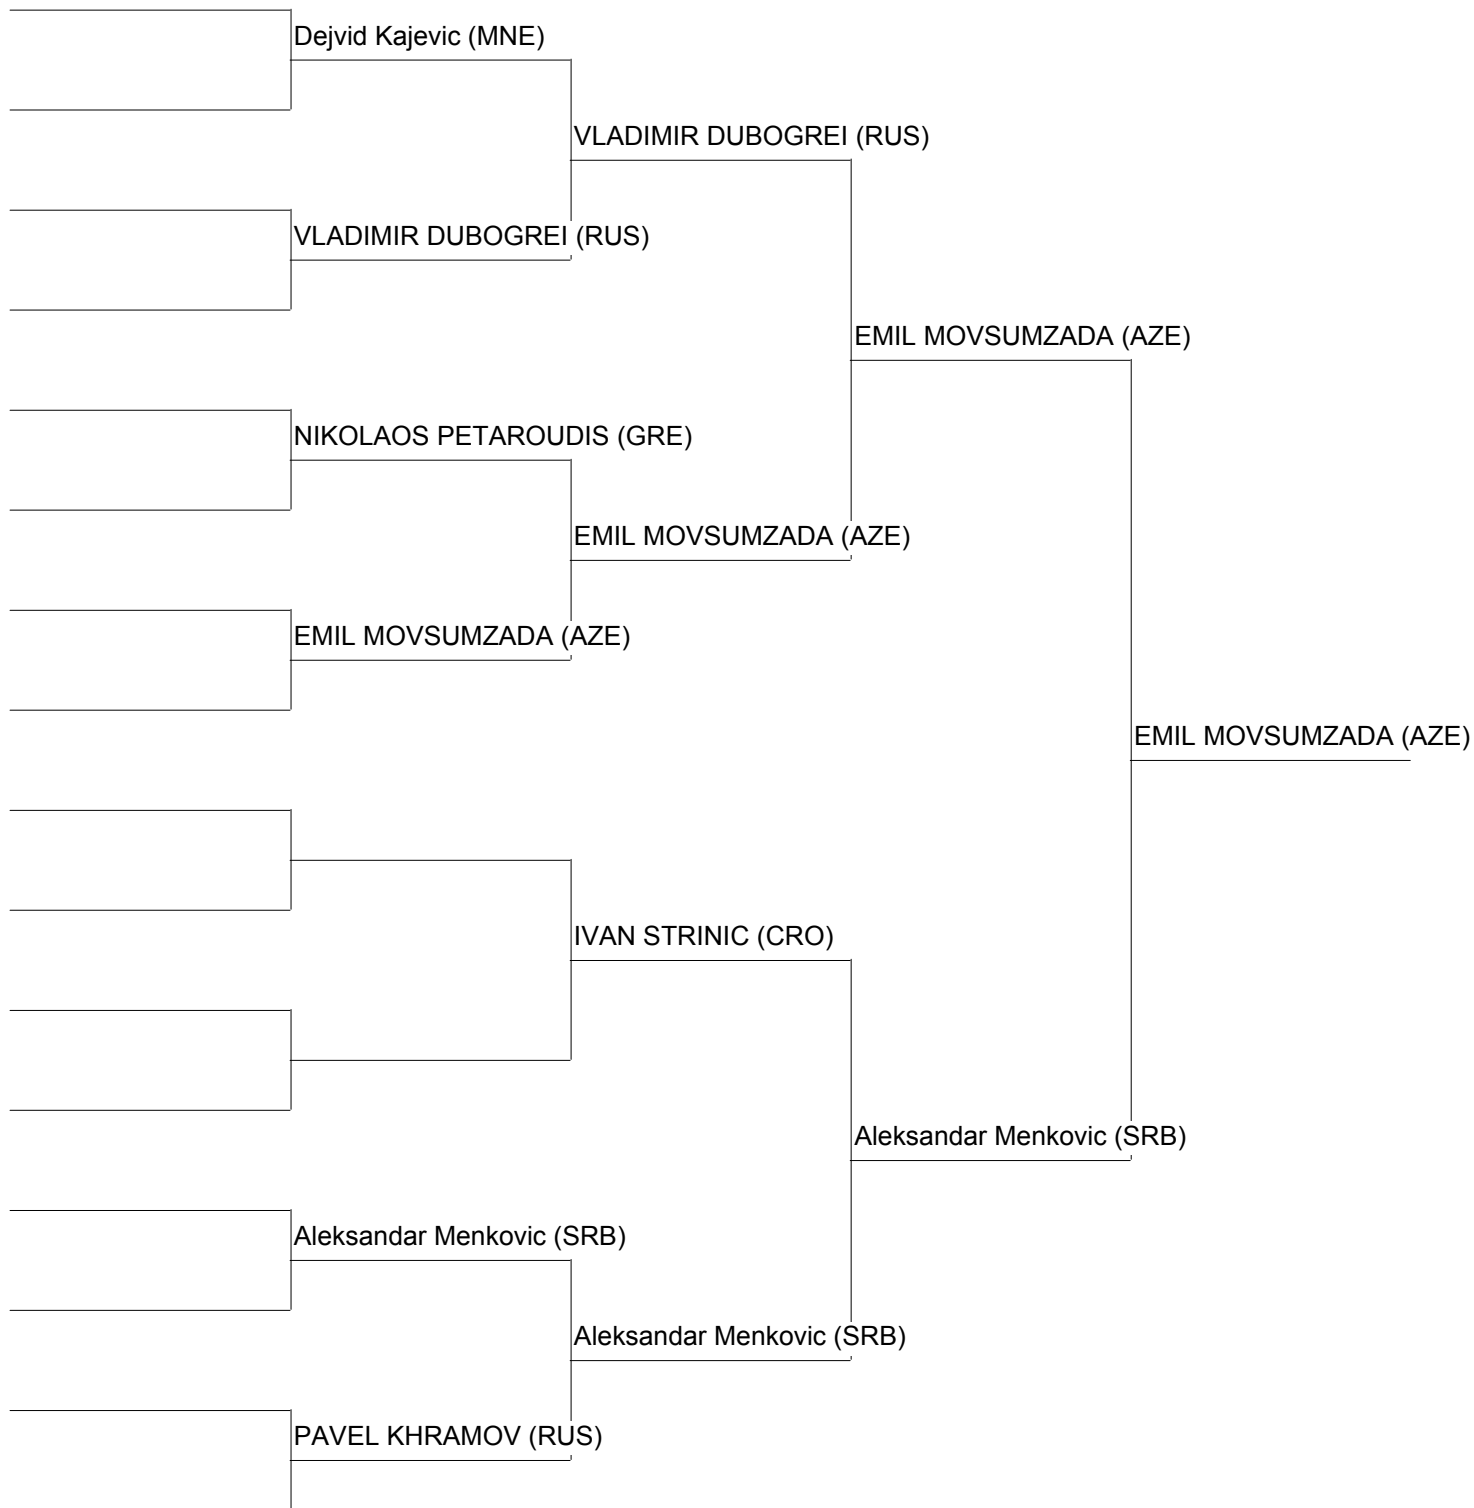 Dejvid Kajevic (MNE)
VLADIMIR DUBOGREI (RUS)
VLADIMIR DUBOGREI (RUS)
EMIL MOVSUMZADA (AZE)
NIKOLAOS PETAROUDIS (GRE)
EMIL MOVSUMZADA (AZE)
EMIL MOVSUMZADA (AZE)
EMIL MOVSUMZADA (AZE)
IVAN STRINIC (CRO)
Aleksandar Menkovic (SRB)
Aleksandar Menkovic (SRB)
Aleksandar Menkovic (SRB)
PAVEL KHRAMOV (RUS)